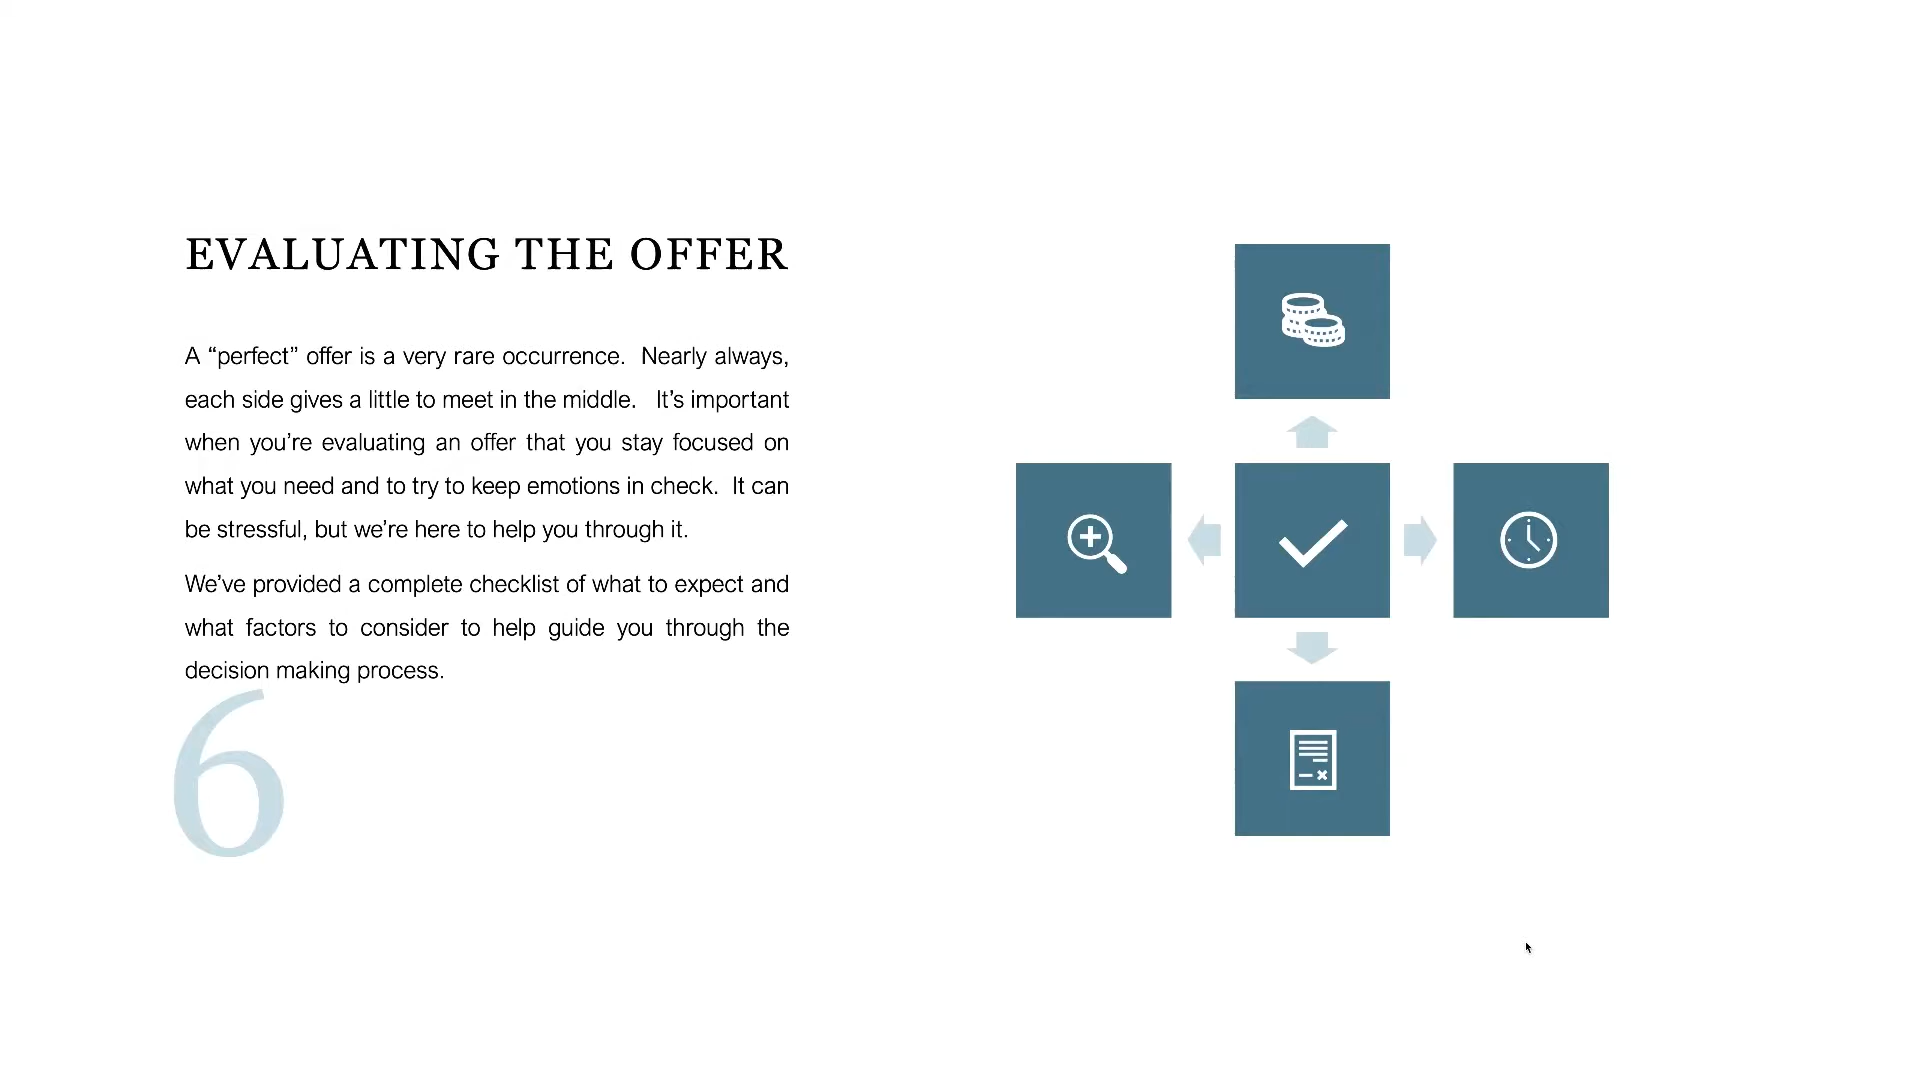 EVALUATING THE OFFER
A “perfect” offer is a very rare occurrence.  Nearly always,
each side gives a little to meet in the middle.   It’s important
when you’re evaluating an offer that you stay focused on
what you need and to try to keep emotions in check.  It can
be stressful, but we’re here to help you through it.
We’ve provided a complete checklist of what to expect and
what factors to consider to help guide you through the
decision making process.
6